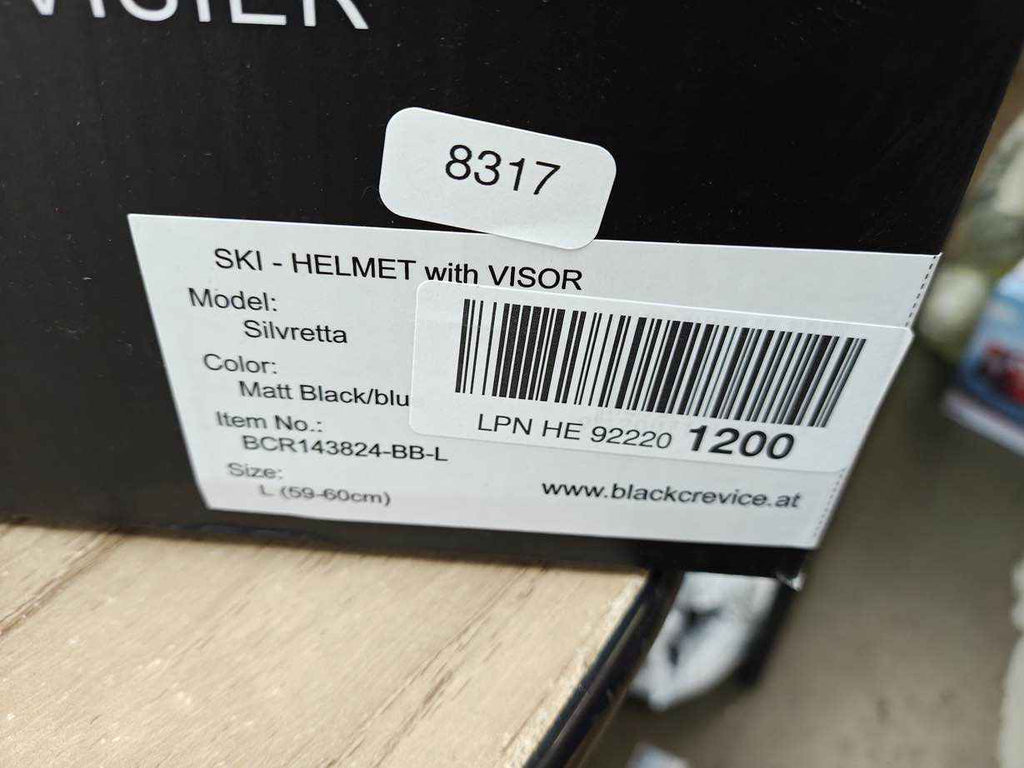 VISIER
8317
SKI - HELMET with VISOR
Model:
Silvretta
Color:
Matt Black/blu
Item No.:
BCR143824-BB-L
Size:
L (59-60cm)
LPN HE 92220 1200
www.blackcrevice.at